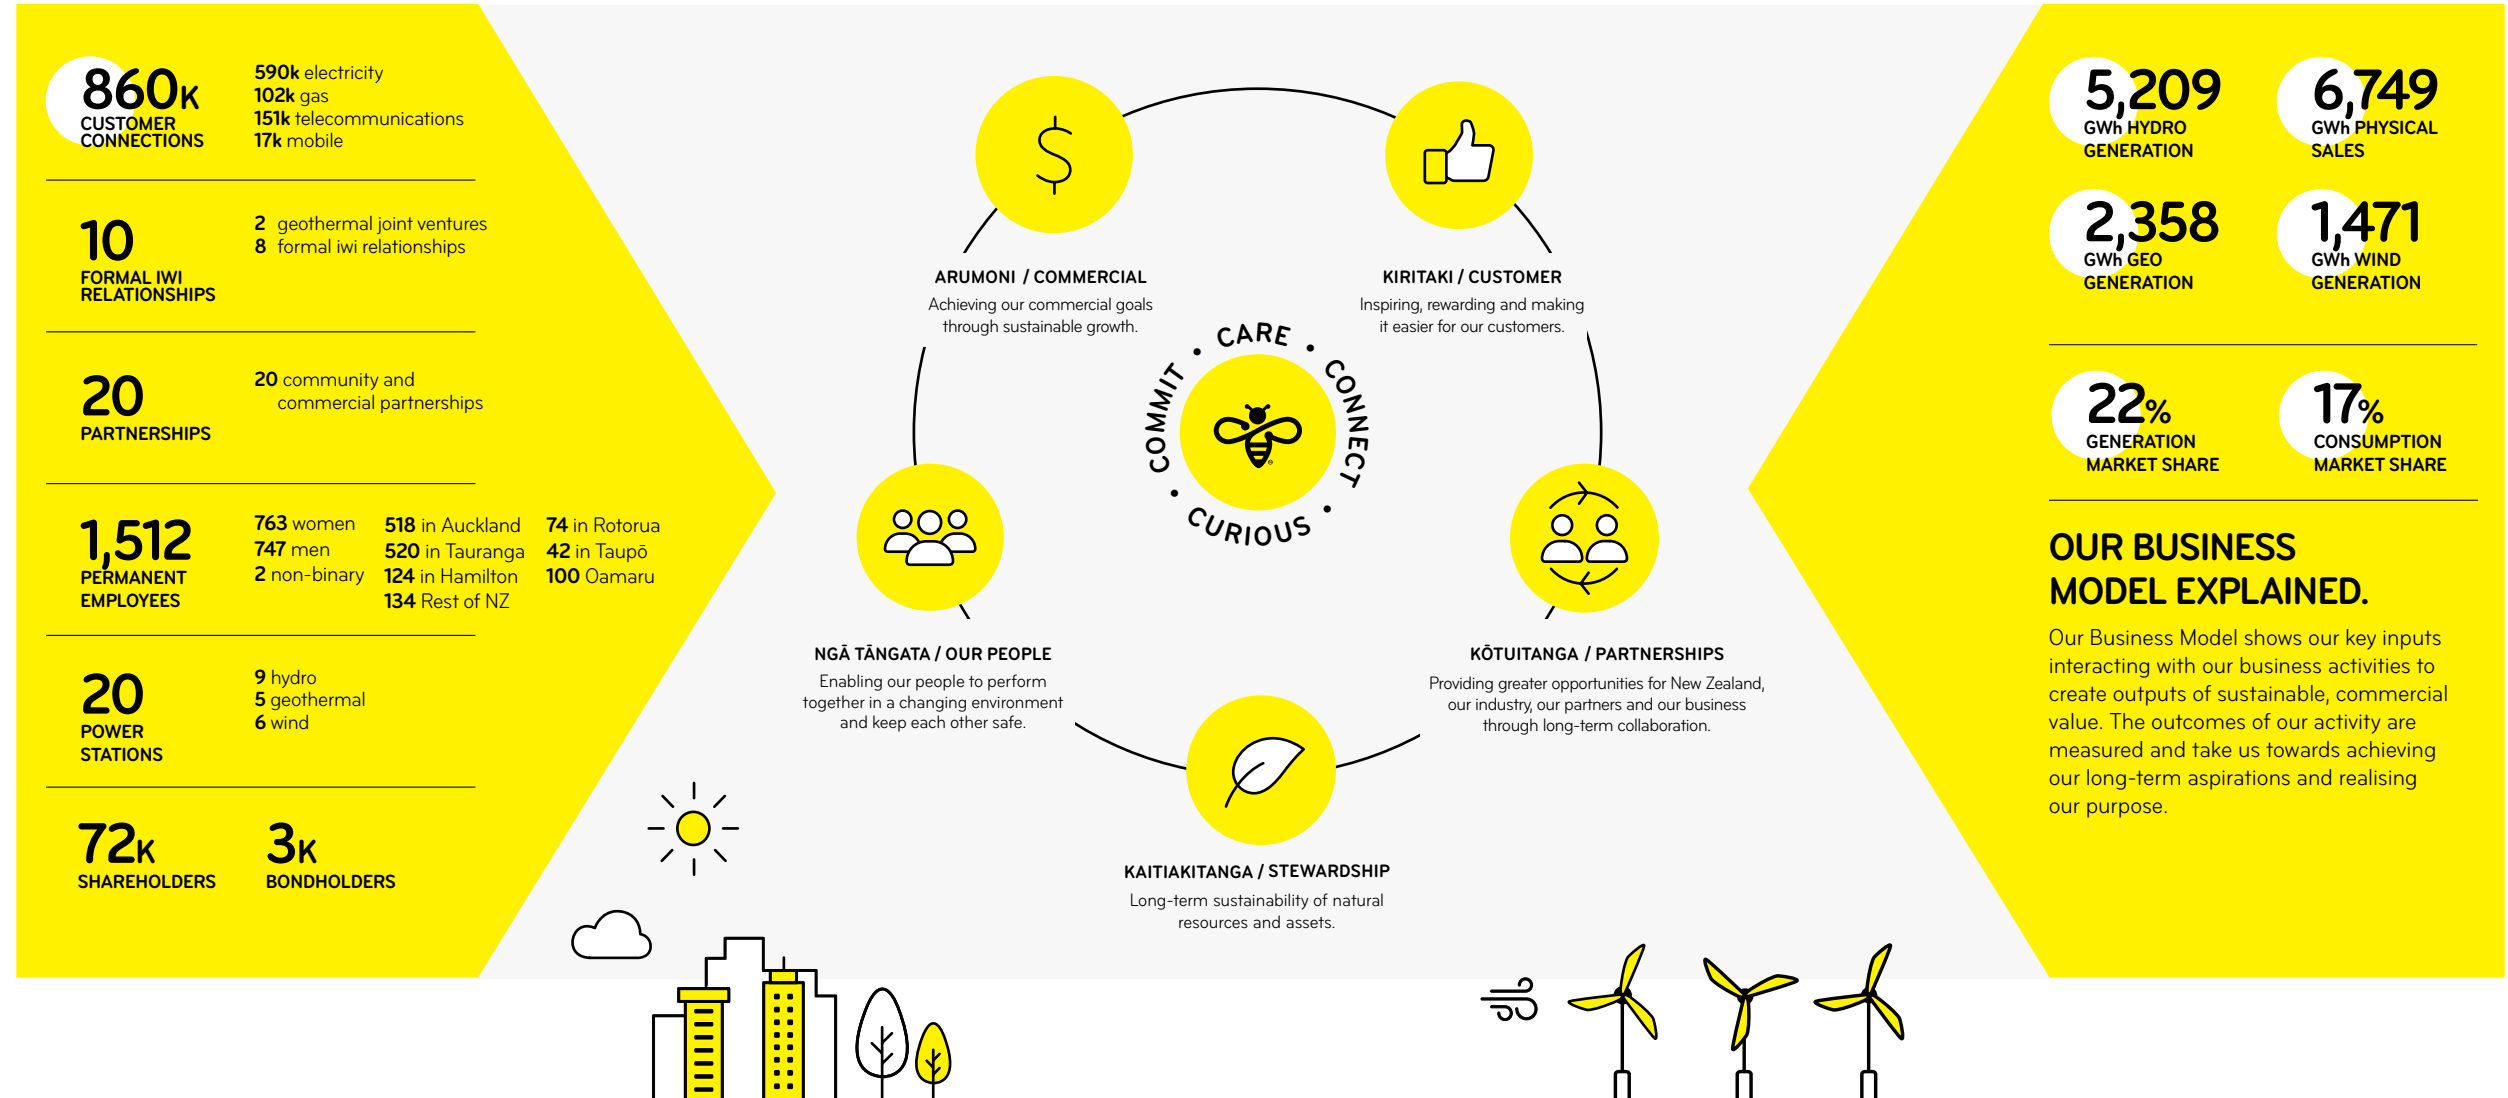 860K
CUSTOMER
CONNECTIONS
590k electricity
102k gas
151k telecommunications
17k mobile
10
FORMAL IWI
RELATIONSHIPS
2 geothermal joint ventures
8 formal iwi relationships
20
PARTNERSHIPS
20 community and
commercial partnerships
1,512
PERMANENT
EMPLOYEES
763 women
747 men
2 non-binary
518 in Auckland
520 in Tauranga
124 in Hamilton
134 Rest of NZ
74 in Rotorua
42 in Taupō
100 Oamaru
20
POWER
STATIONS
9 hydro
5 geothermal
6 wind
72K
SHAREHOLDERS
3K
BONDHOLDERS
ARUMONI / COMMERCIAL
Achieving our commercial goals
through sustainable growth.
KIRITAKI / CUSTOMER
Inspiring, rewarding and making
it easier for our customers.
COMMIT • CARE • CONNECT • CURIOUS •
®
NGĀ TĀNGATA / OUR PEOPLE
Enabling our people to perform
together in a changing environment
and keep each other safe.
KŌTUITANGA / PARTNERSHIPS
Providing greater opportunities for New Zealand,
our industry, our partners and our business
through long-term collaboration.
KAITIAKITANGA / STEWARDSHIP
Long-term sustainability of natural
resources and assets.
5,209
GWh HYDRO
GENERATION
6,749
GWh PHYSICAL
SALES
2,358
GWh GEO
GENERATION
1,471
GWh WIND
GENERATION
22%
GENERATION
MARKET SHARE
17%
CONSUMPTION
MARKET SHARE
OUR BUSINESS
MODEL EXPLAINED.
Our Business Model shows our key inputs
interacting with our business activities to
create outputs of sustainable, commercial
value. The outcomes of our activity are
measured and take us towards achieving
our long-term aspirations and realising
our purpose.